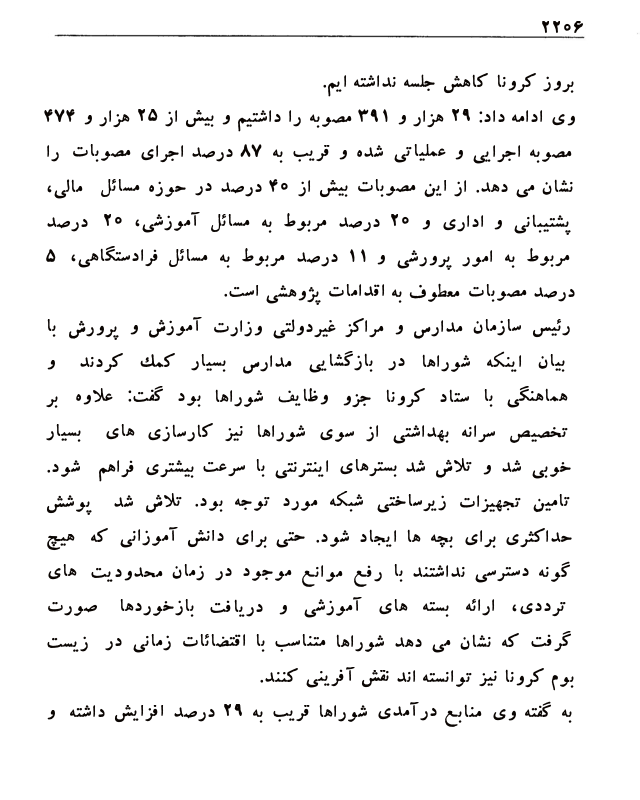 ۲۲۰۶
بروز کرونا کاهش جلسه نداشته ایم.
وی ادامه داد: ۲۹ هزار و ۳۹۱ مصوبه را داشتیم و بیش از ۲۵ هزار و ۴۷۴
مصوبه اجرایی و عملیاتی شده و قریب به ۸۷ درصد اجرای مصوبات را
نشان می دهد. از این مصوبات بیش از ۴۰ درصد در حوزه مسائل مالی،
پشتیبانی و اداری و ۲۰ درصد مربوط به مسائل آموزشی، ۲۰ درصد
مربوط به امور پرورشی و ۱۱ درصد مربوط به مسائل فرادستگاهی، ۵
درصد مصوبات معطوف به اقدامات پژوهشی است.
رئیس سازمان مدارس و مراکز غیردولتی وزارت آموزش و پرورش با
بیان اینکه شوراها در بازگشایی مدارس بسیار کمک کردند و
هماهنگی با ستاد کرونا جزو وظایف شوراها بود گفت: علاوه بر
تخصیص سرانه بهداشتی از سوی شوراها نیز کارسازی های بسیار
خوبی شد و تلاش شد بسترهای اینترنتی با سرعت بیشتری فراهم شود.
تامین تجهیزات زیرساختی شبکه مورد توجه بود. تلاش شد پوشش
حداکثری برای بچه ها ایجاد شود. حتی برای دانش آموزانی که هیچ
گونه دسترسی نداشتند با رفع موانع موجود در زمان محدودیت های
ترددی، ارائه بسته های آموزشی و دریافت بازخوردها صورت
گرفت که نشان می دهد شوراها متناسب با اقتضائات زمانی در زیست
بوم کرونا نیز توانسته اند نقش آفرینی کنند.
به گفته وی منابع درآمدی شوراها قریب به ۲۹ درصد افزایش داشته و